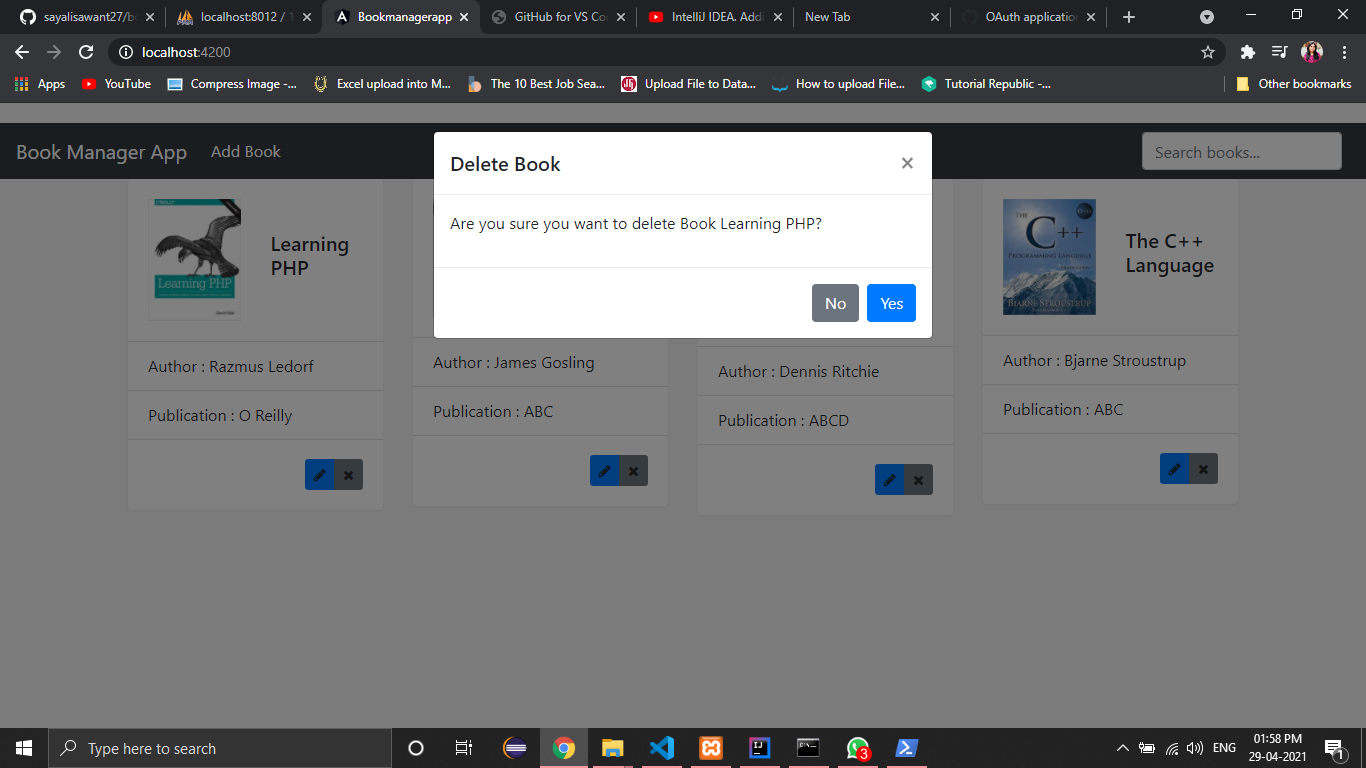 sayalisawant27/b
localhost:8012 / 1
Bookmanagerapp
GitHub for VS Co
IntelliJ IDEA. Addi
New Tab
OAuth application
localhost:4200
Apps
YouTube
Compress Image -...
Excel upload into M...
The 10 Best Job Sea...
Upload File to Data...
How to upload File...
Tutorial Republic -...
Other bookmarks
Book Manager App
Add Book
Search books...
Delete Book
×
Are you sure you want to delete Book Learning PHP?
No
Yes
Learning PHP
Learning
PHP
Author : Razmus Ledorf
Publication : O Reilly
Author : James Gosling
Publication : ABC
Author : Dennis Ritchie
Publication : ABCD
THE
C++
PROGRAMMING LANGUAGE
BJARNE STROUSTRUP
The C++
Language
Author : Bjarne Stroustrup
Publication : ABC
Type here to search
3
ENG
01:58 PM
29-04-2021
1